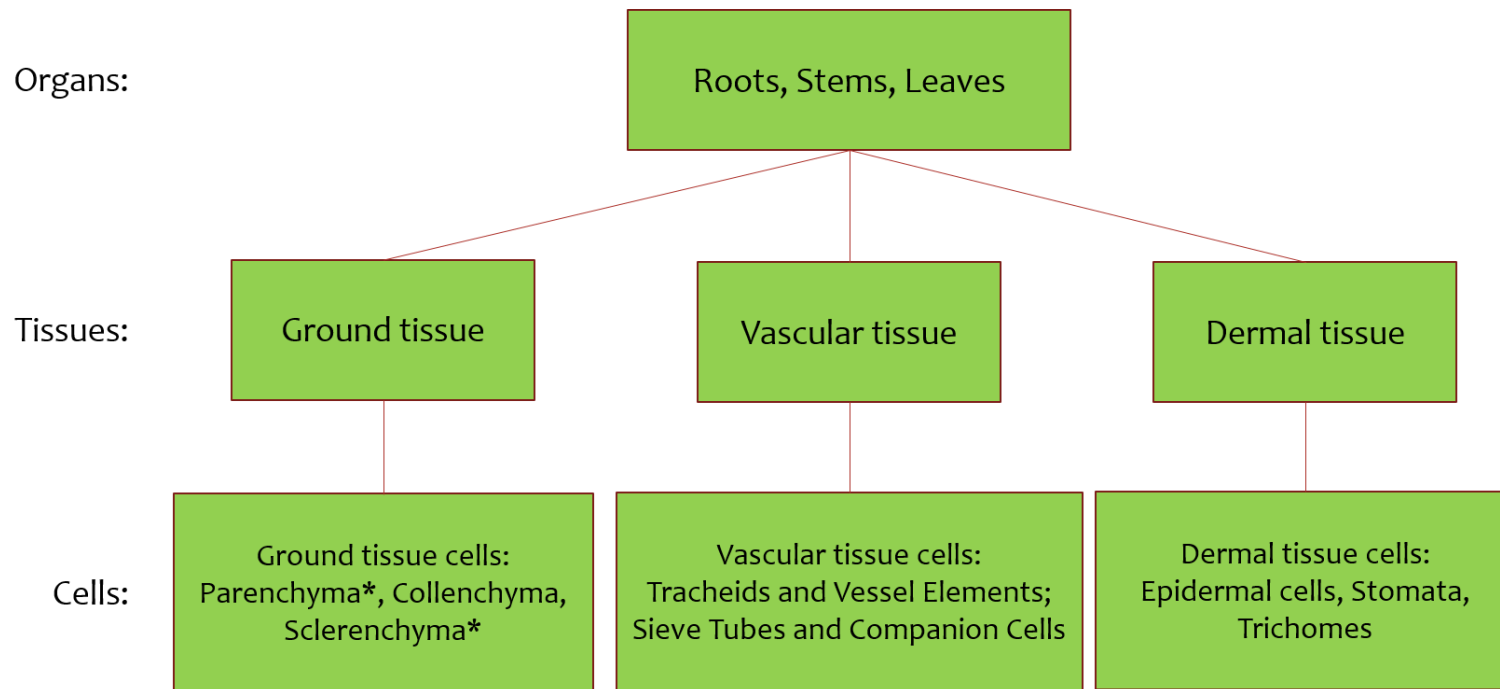 Organs:
Roots, Stems, Leaves
Tissues:
Ground tissue
Vascular tissue
Dermal tissue
Cells:
Ground tissue cells:
Parenchyma*, Collenchyma,
Sclerenchyma*
Vascular tissue cells:
Tracheids and Vessel Elements;
Sieve Tubes and Companion Cells
Dermal tissue cells:
Epidermal cells, Stomata,
Trichomes